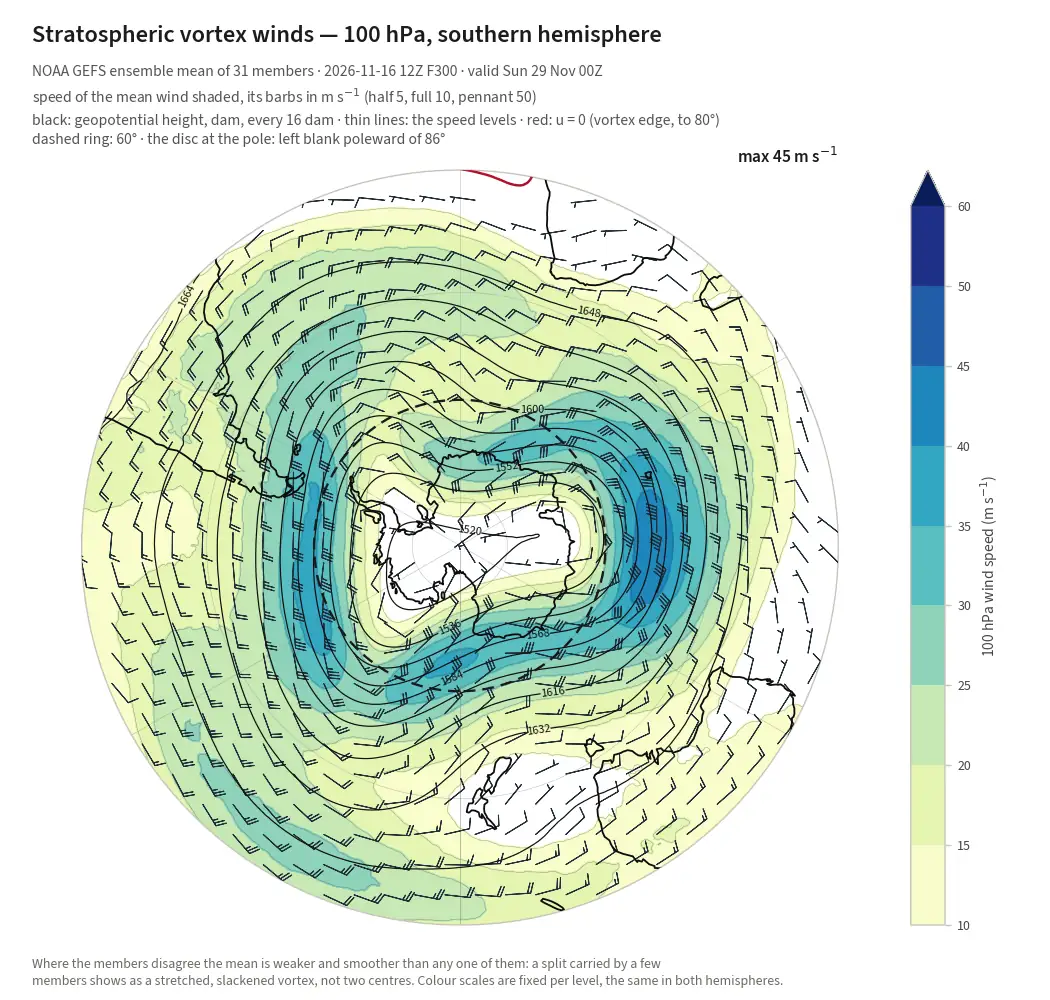 Stratospheric vortex winds — 100 hPa, southern hemisphere
NOAA GEFS ensemble mean of 31 members · 2026-11-16 12Z F300 · valid Sun 29 Nov 00Z
speed of the mean wind shaded, its barbs in m s⁻¹ (half 5, full 10, pennant 50)
black: geopotential height, dam, every 16 dam · thin lines: the speed levels · red: u = 0 (vortex edge, to 80°)
dashed ring: 60° · the disc at the pole: left blank poleward of 86°
max 45 m s⁻¹
60
50
45
40
35
30
25
20
15
10
100 hPa wind speed (m s⁻¹)
1664
1648
1600
1552
1520
1536
1568
1584
1616
1632
Where the members disagree the mean is weaker and smoother than any one of them: a split carried by a few
members shows as a stretched, slackened vortex, not two centres. Colour scales are fixed per level, the same in both hemispheres.